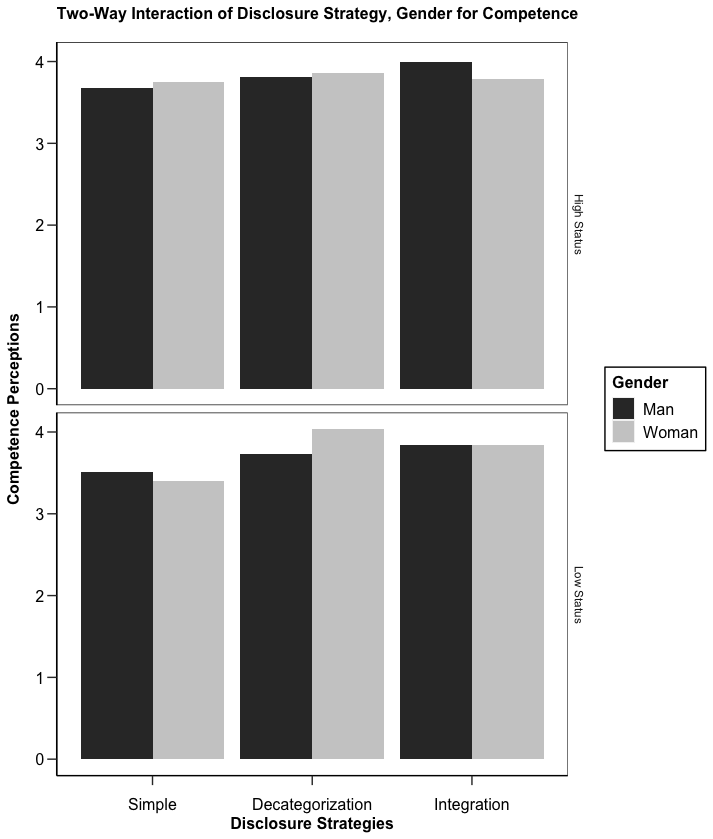 Two-Way Interaction of Disclosure Strategy, Gender for Competence
Competence Perceptions
4
3
2
1
0
High Status
4
3
2
1
0
Low Status
Simple
Decategorization
Integration
Disclosure Strategies
Gender
Man
Woman